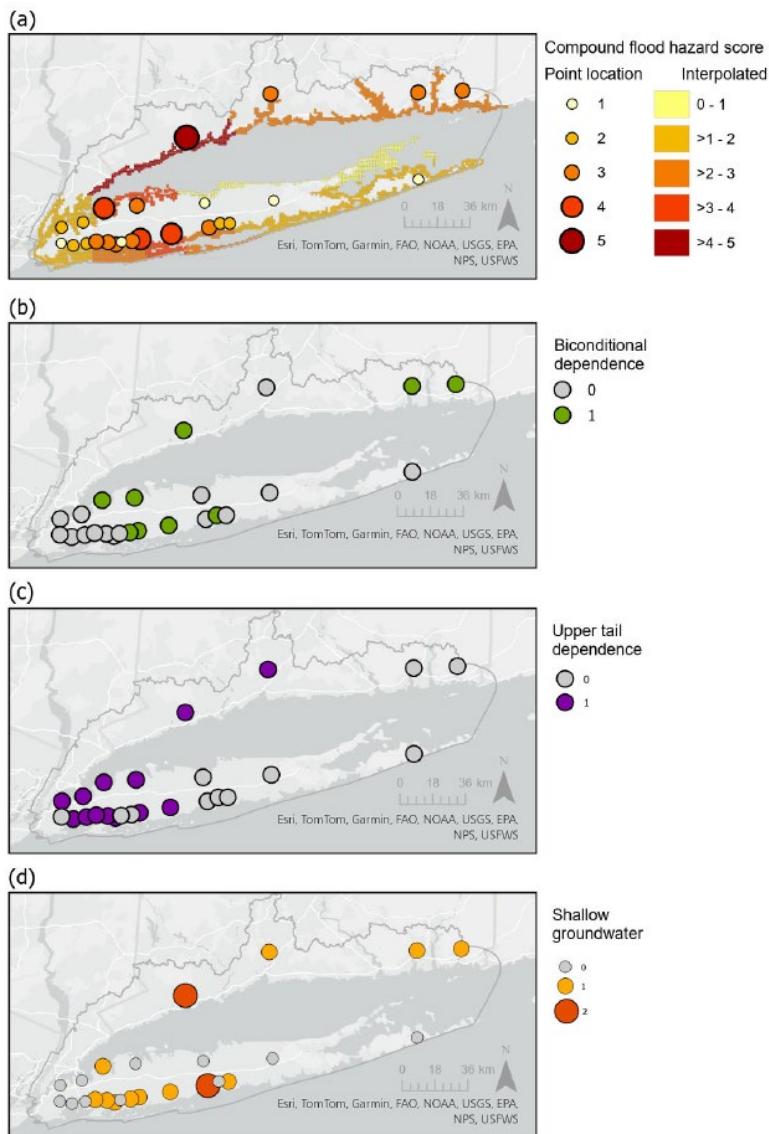 (a)
Compound flood hazard score
Point location Interpolated
1 0 - 1
2 >1 - 2
3 >2 - 3
4 >3 - 4
5 >4 - 5
N
0 18 36 km
Esri, TomTom, Garmin, FAO, NOAA, USGS, EPA,
NPS, USFWS
(b)
Biconditional
dependence
0
1
N
0 18 36 km
Esri, TomTom, Garmin, FAO, NOAA, USGS, EPA,
NPS, USFWS
(c)
Upper tail
dependence
0
1
N
0 18 36 km
Esri, TomTom, Garmin, FAO, NOAA, USGS, EPA,
NPS, USFWS
(d)
Shallow
groundwater
0
1
2
N
0 18 36 km
Esri, TomTom, Garmin, FAO, NOAA, USGS, EPA,
NPS, USFWS